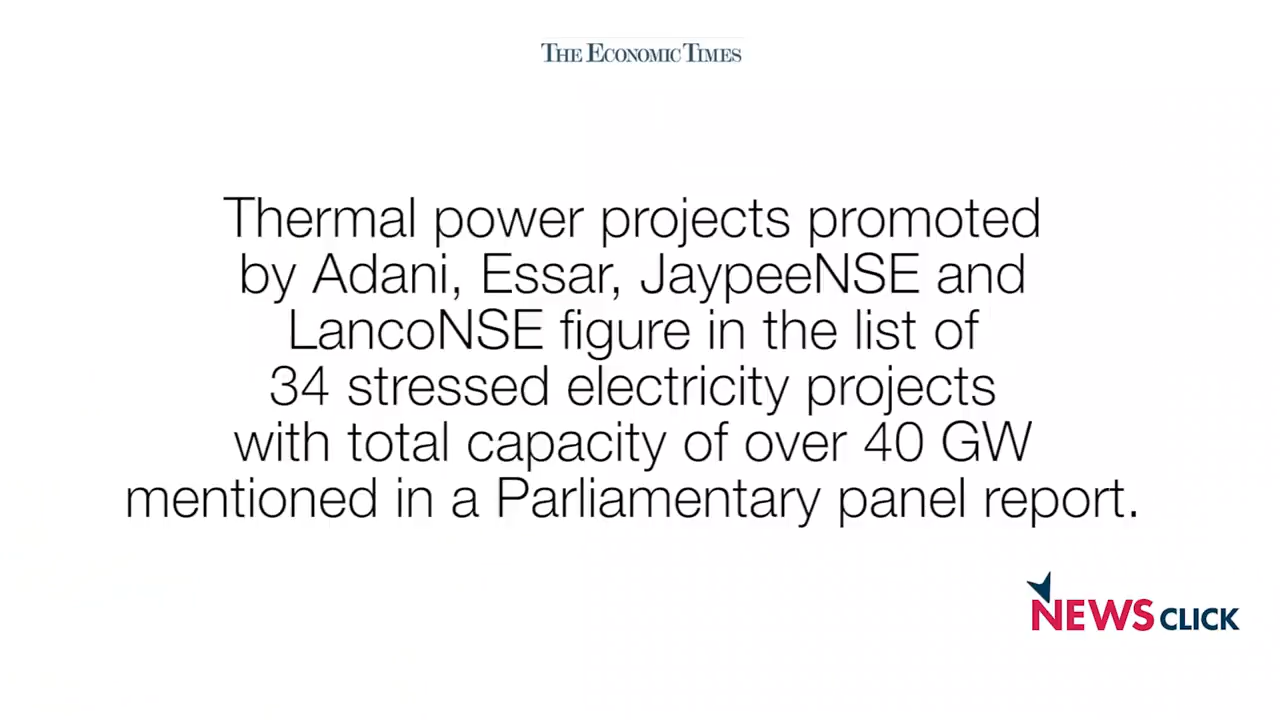 THE ECONOMIC TIMES
Thermal power projects promoted
by Adani, Essar, JaypeeNSE and
LancoNSE figure in the list of
34 stressed electricity projects
with total capacity of over 40 GW
mentioned in a Parliamentary panel report.
NEWSCLICK